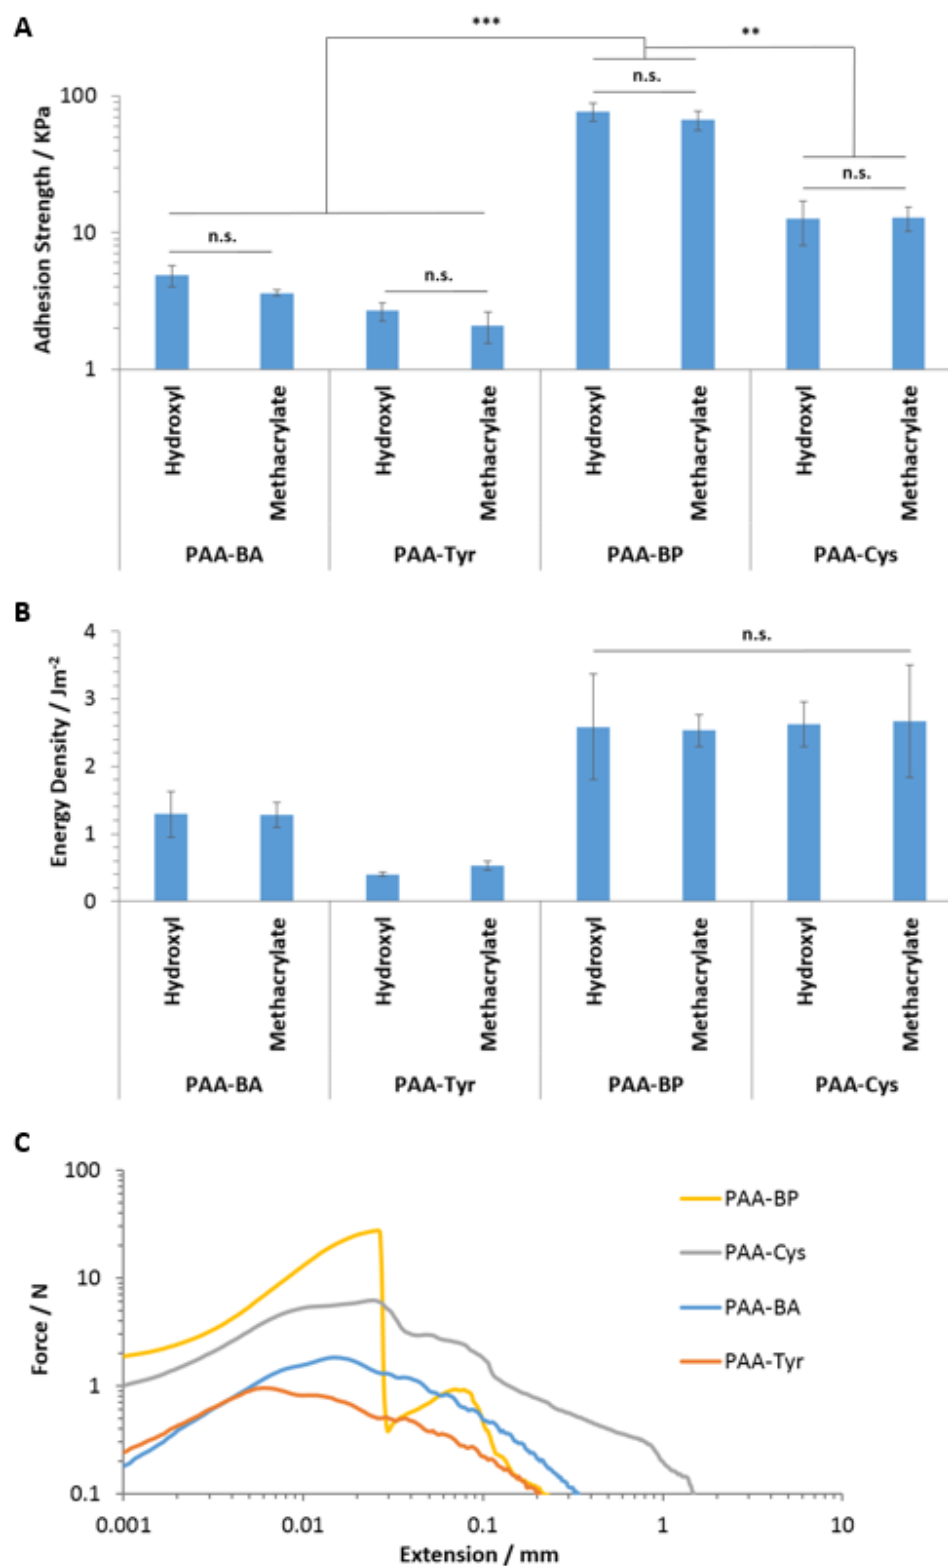 A
***
**
n.s.
n.s.
n.s.
n.s.
Adhesion Strength / KPa
100
10
1
Hydroxyl
Methacrylate
Hydroxyl
Methacrylate
Hydroxyl
Methacrylate
Hydroxyl
Methacrylate
PAA-BA
PAA-Tyr
PAA-BP
PAA-Cys
B
n.s.
Energy Density / Jm-2
4
3
2
1
0
Hydroxyl
Methacrylate
Hydroxyl
Methacrylate
Hydroxyl
Methacrylate
Hydroxyl
Methacrylate
PAA-BA
PAA-Tyr
PAA-BP
PAA-Cys
C
Force / N
100
10
1
0.1
PAA-BP
PAA-Cys
PAA-BA
PAA-Tyr
0.001
0.01
0.1
1
10
Extension / mm